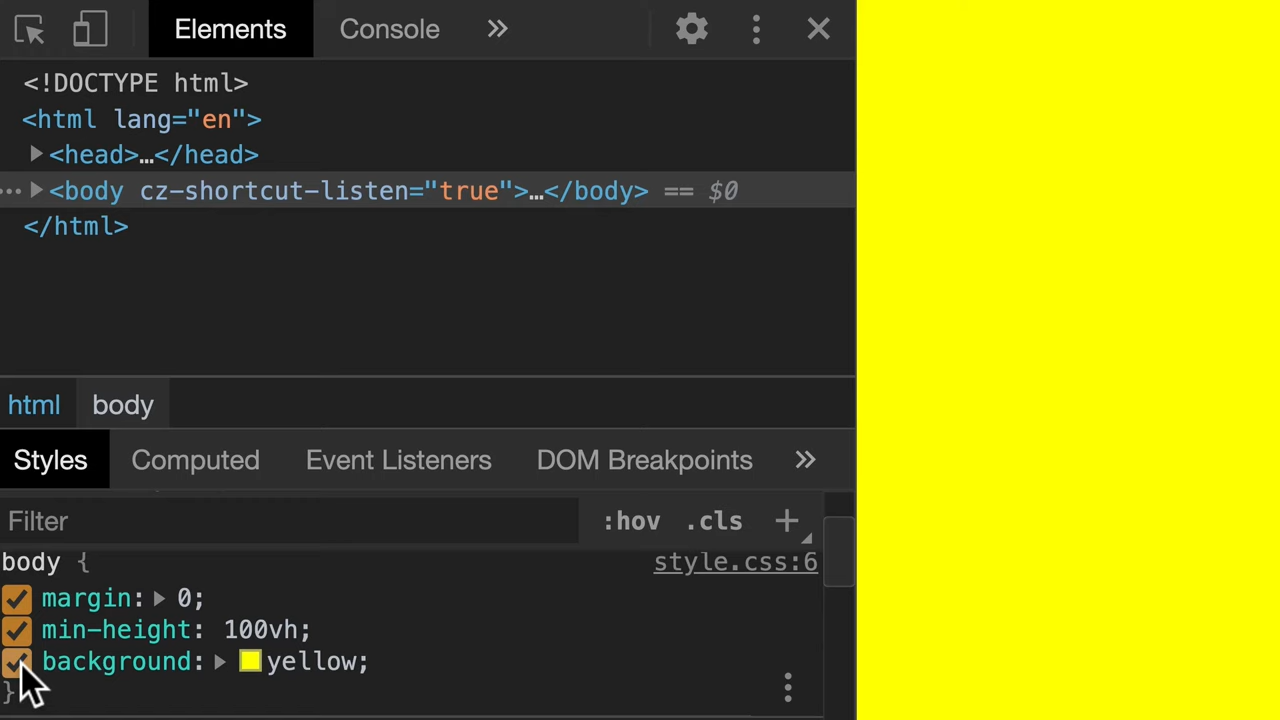 Elements Console »
<!DOCTYPE html>
<html lang="en">
<head>…</head>
<body cz-shortcut-listen="true">…</body> == $0
</html>
html body
Styles Computed Event Listeners DOM Breakpoints »
Filter :hov .cls +
body { style.css:6
margin: 0;
min-height: 100vh;
background: yellow;
}